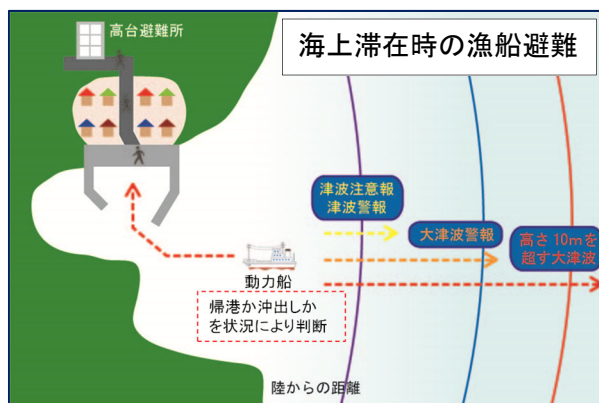 高台避難所
海上滞在時の漁船避難
津波注意報
津波警報
大津波警報
高さ10mを
超す大津波
動力船
帰港か沖出しか
を状況により判断
陸からの距離